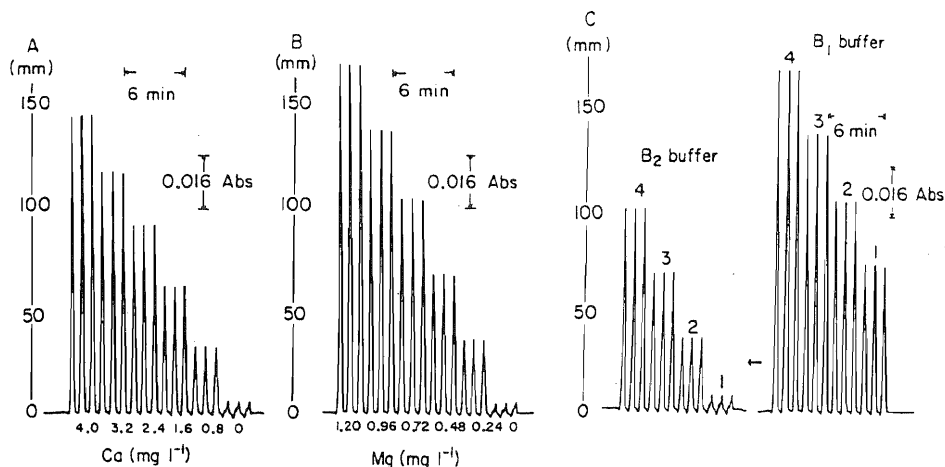 A
(mm)
150
100
50
0
6 min
0.016 Abs
4.0 3.2 2.4 1.6 0.8 0
Ca (mg l⁻¹)
B
(mm)
150
100
50
0
6 min
0.016 Abs
1.20 0.96 0.72 0.48 0.24 0
Mg (mg l⁻¹)
C
(mm)
150
100
50
0
B₂ buffer
4
3
2
1
B₁ buffer
4
3
6 min
2
0.016 Abs
1